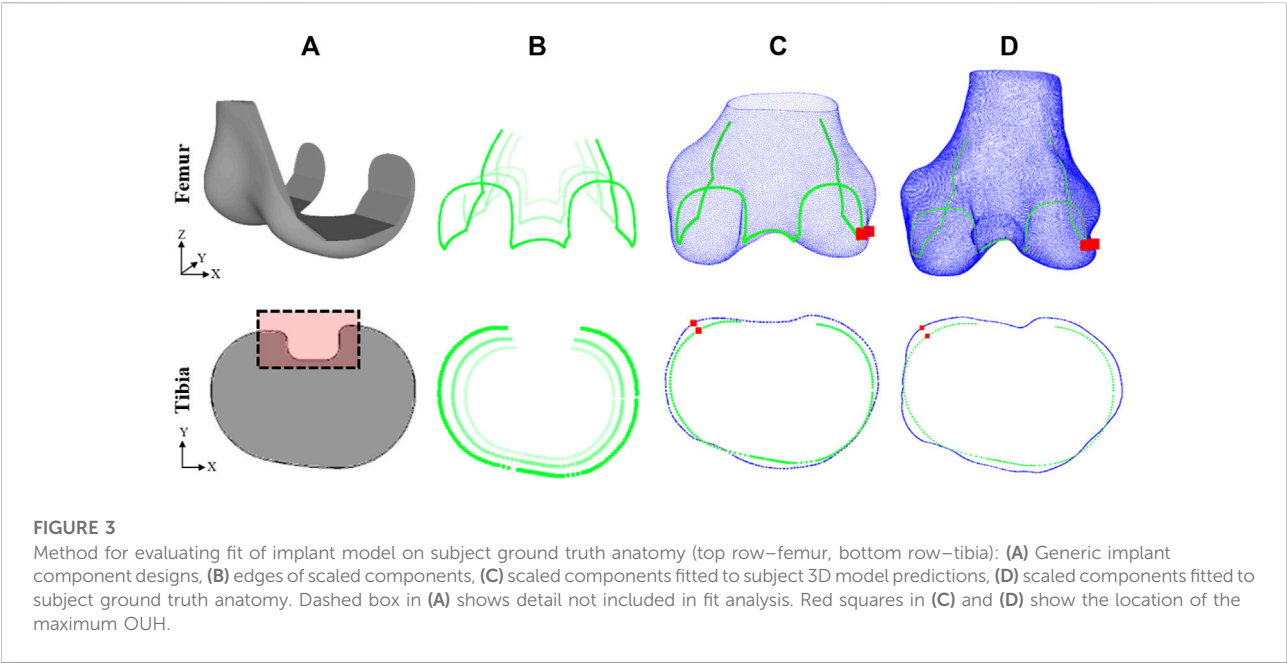 A
B
C
D
Femur
Z
Y
X
Tibia
Y
X
FIGURE 3
Method for evaluating fit of implant model on subject ground truth anatomy (top row–femur, bottom row–tibia): (A) Generic implant
component designs, (B) edges of scaled components, (C) scaled components fitted to subject 3D model predictions, (D) scaled components fitted to
subject ground truth anatomy. Dashed box in (A) shows detail not included in fit analysis. Red squares in (C) and (D) show the location of the
maximum OUH.